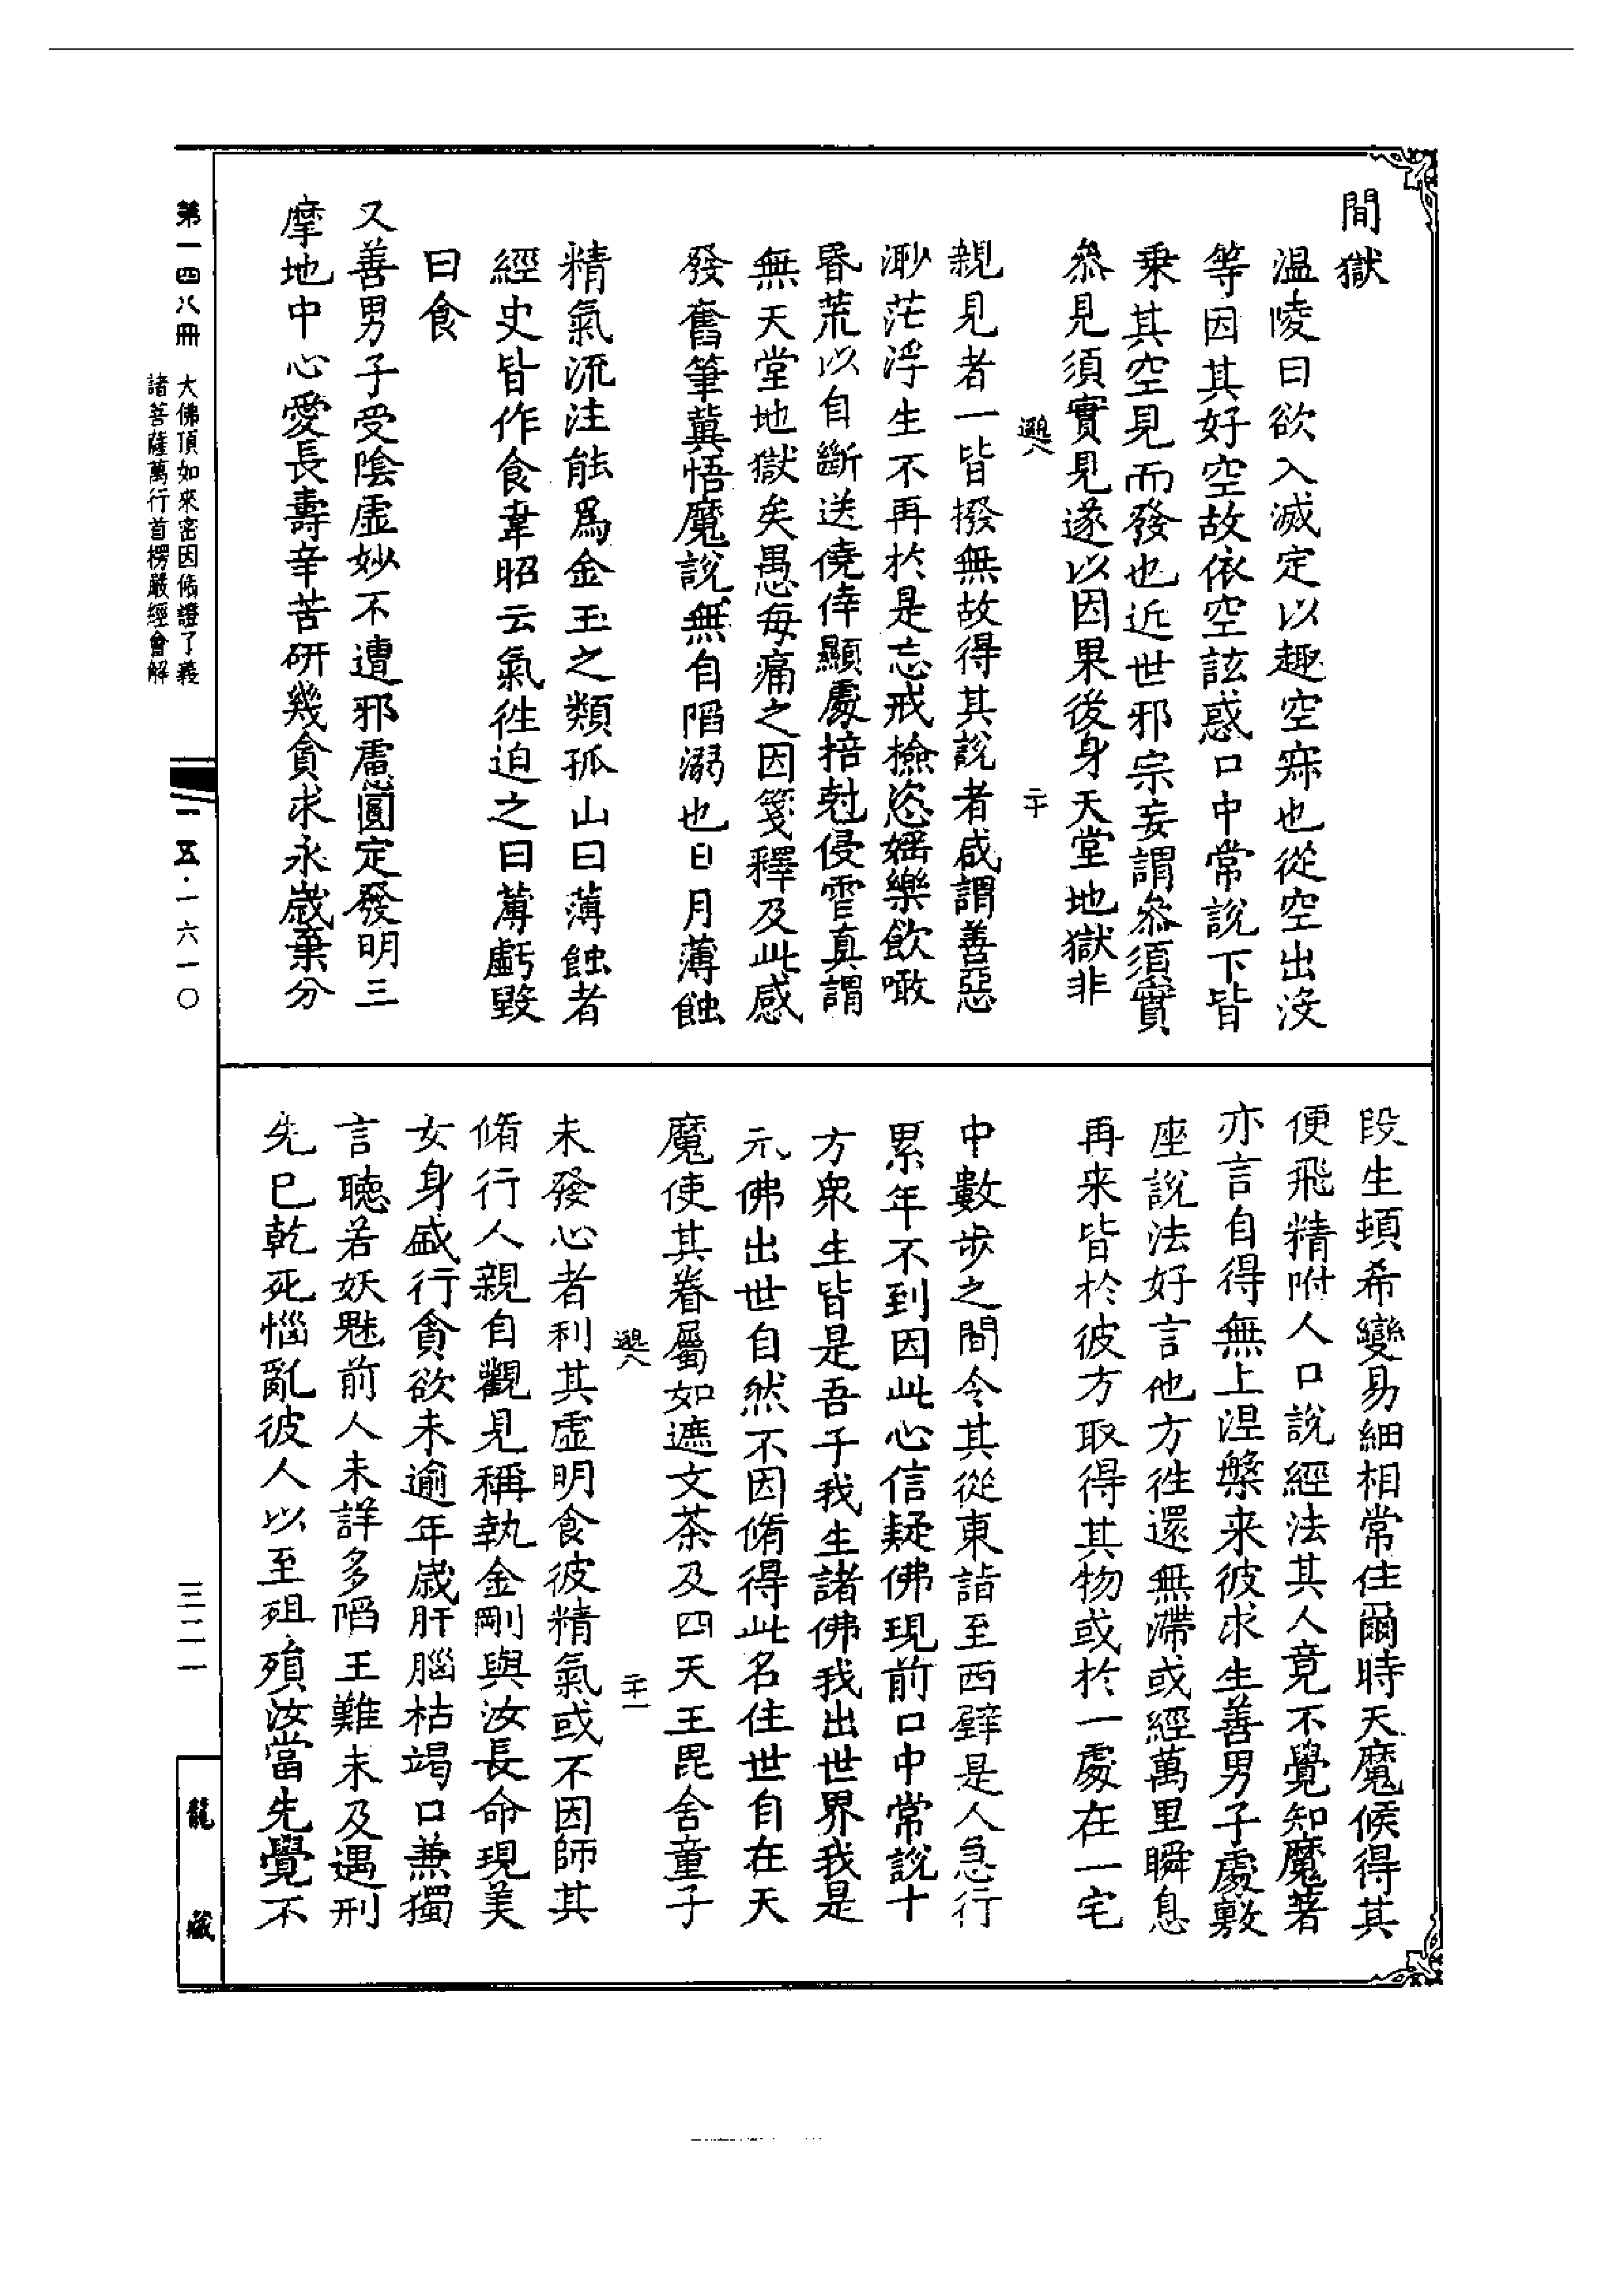 間獄
溫陵曰欲入滅定以趣空寂也從空出沒
等因其好空故依空詃惑口中常說下皆
乘其空見而發也近世邪宗妄謂叅須實
叅見須實見遂以因果後身天堂地獄非
親見者一皆撥無故得其說者咸謂善惡
渺茫浮生不再於是忘戒撿恣婬樂飲噉
昬荒以自斷送僥倖顯處掊尅侵霄真謂
無天堂地獄矣愚每痛之因箋釋及此感
發舊筆冀悟魔說無自陷溺也日月薄蝕
精氣流注能爲金玉之類孤山曰薄蝕者
經史皆作食韋昭云氣徃迫之曰薄虧毀
曰食
又善男子受陰虛妙不遭邪慮圓定發明三
摩地中心愛長壽辛苦研幾貪求永歲棄分
段生頓希變易細相常住爾時天魔候得其
便飛精附人口說經法其人竟不覺知魔著
亦言自得無上涅槃来彼求生善男子處敷
座說法好言他方徃還無滯或經萬里瞬息
再来皆於彼方取得其物或於一處在一宅
中數步之間令其從東詣至西壁是人急行
累年不到因此心信疑佛現前口中常說十
方衆生皆是吾子我生諸佛我出世界我是
元佛出世自然不因脩得此名住世自在天
魔使其眷屬如遮文茶及四天王毘舍童子
未發心者利其虛明食彼精氣或不因師其
脩行人親自觀見稱執金剛與汝長命現美
女身盛行貪欲未逾年歲肝腦枯竭口兼獨
言聽若妖魅前人未詳多陷王難未及遇刑
先已乾死惱亂彼人以至殂殞汝當先覺不
第一四八冊
大佛頂如來密因脩證了義
諸菩薩萬行首楞嚴經會解
一五·一六一〇
三二一
龍藏
二十
二十一